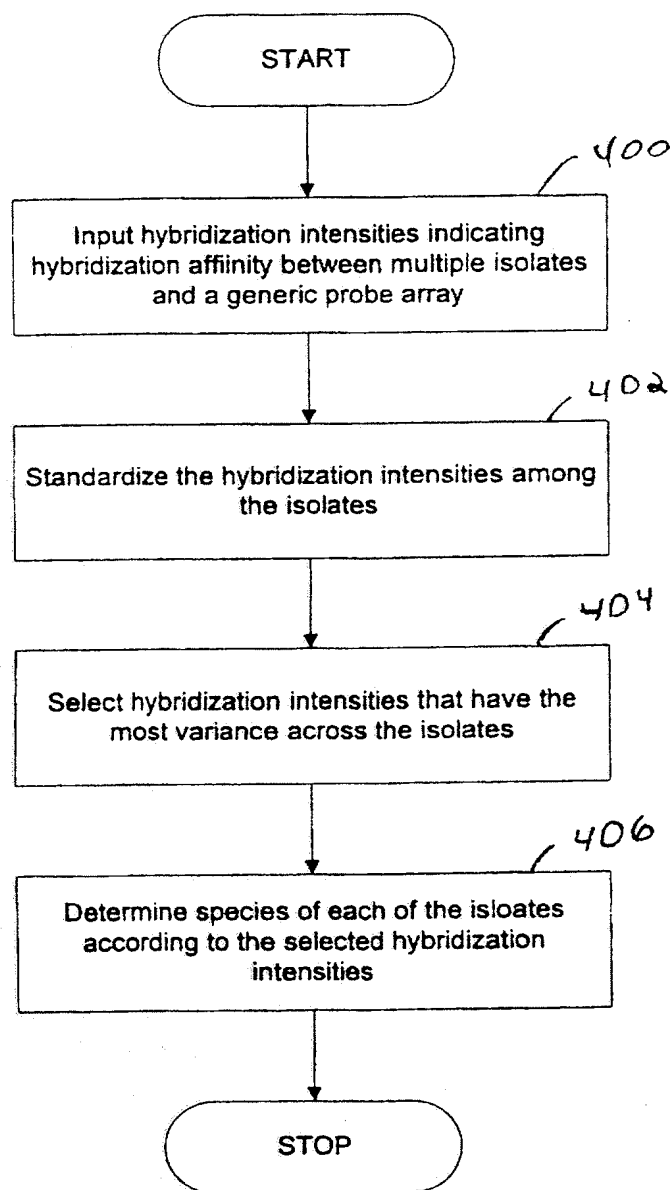 START
400
Input hybridization intensities indicating
hybridization affiinity between multiple isolates
and a generic probe array
402
Standardize the hybridization intensities among
the isolates
404
Select hybridization intensities that have the
most variance across the isolates
406
Determine species of each of the isloates
according to the selected hybridization
intensities
STOP